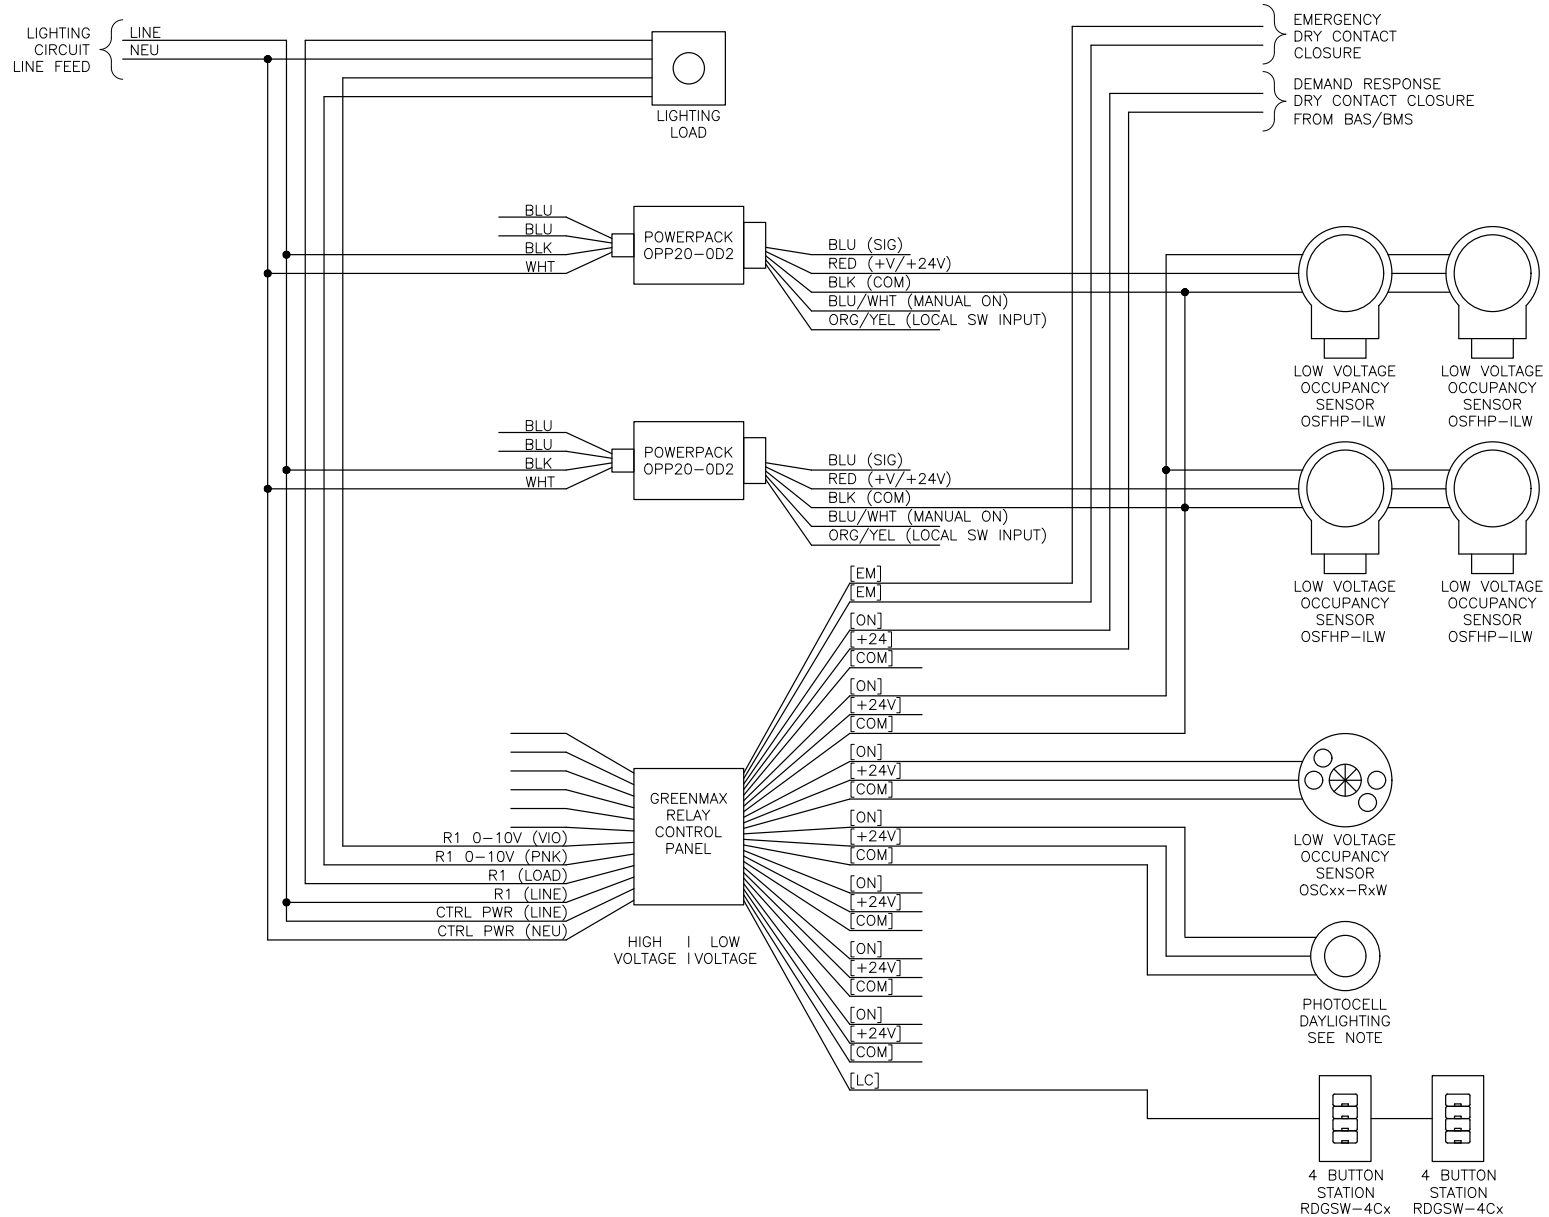 LIGHTING
CIRCUIT
LINE FEED
LINE
NEU
LIGHTING
LOAD
EMERGENCY
DRY CONTACT
CLOSURE
DEMAND RESPONSE
DRY CONTACT CLOSURE
FROM BAS/BMS
BLU
BLU
BLK
WHT
POWERPACK
OPP20-0D2
BLU (SIG)
RED (+V/+24V)
BLK (COM)
BLU/WHT (MANUAL ON)
ORG/YEL (LOCAL SW INPUT)
LOW VOLTAGE
OCCUPANCY
SENSOR
OSFHP-ILW
LOW VOLTAGE
OCCUPANCY
SENSOR
OSFHP-ILW
BLU
BLU
BLK
WHT
POWERPACK
OPP20-0D2
BLU (SIG)
RED (+V/+24V)
BLK (COM)
BLU/WHT (MANUAL ON)
ORG/YEL (LOCAL SW INPUT)
LOW VOLTAGE
OCCUPANCY
SENSOR
OSFHP-ILW
LOW VOLTAGE
OCCUPANCY
SENSOR
OSFHP-ILW
R1 0-10V (VIO)
R1 0-10V (PNK)
R1 (LOAD)
R1 (LINE)
CTRL PWR (LINE)
CTRL PWR (NEU)
GREENMAX
RELAY
CONTROL
PANEL
HIGH | LOW
VOLTAGE | VOLTAGE
[EM]
[EM]
[ON]
[+24]
[COM]
[ON]
[+24V]
[COM]
[ON]
[+24V]
[COM]
[ON]
[+24V]
[COM]
[ON]
[+24V]
[COM]
[ON]
[+24V]
[COM]
[ON]
[+24V]
[COM]
[LC]
LOW VOLTAGE
OCCUPANCY
SENSOR
OSCxx-RxW
PHOTOCELL
DAYLIGHTING
SEE NOTE
4 BUTTON
STATION
RDGSW-4Cx
4 BUTTON
STATION
RDGSW-4Cx